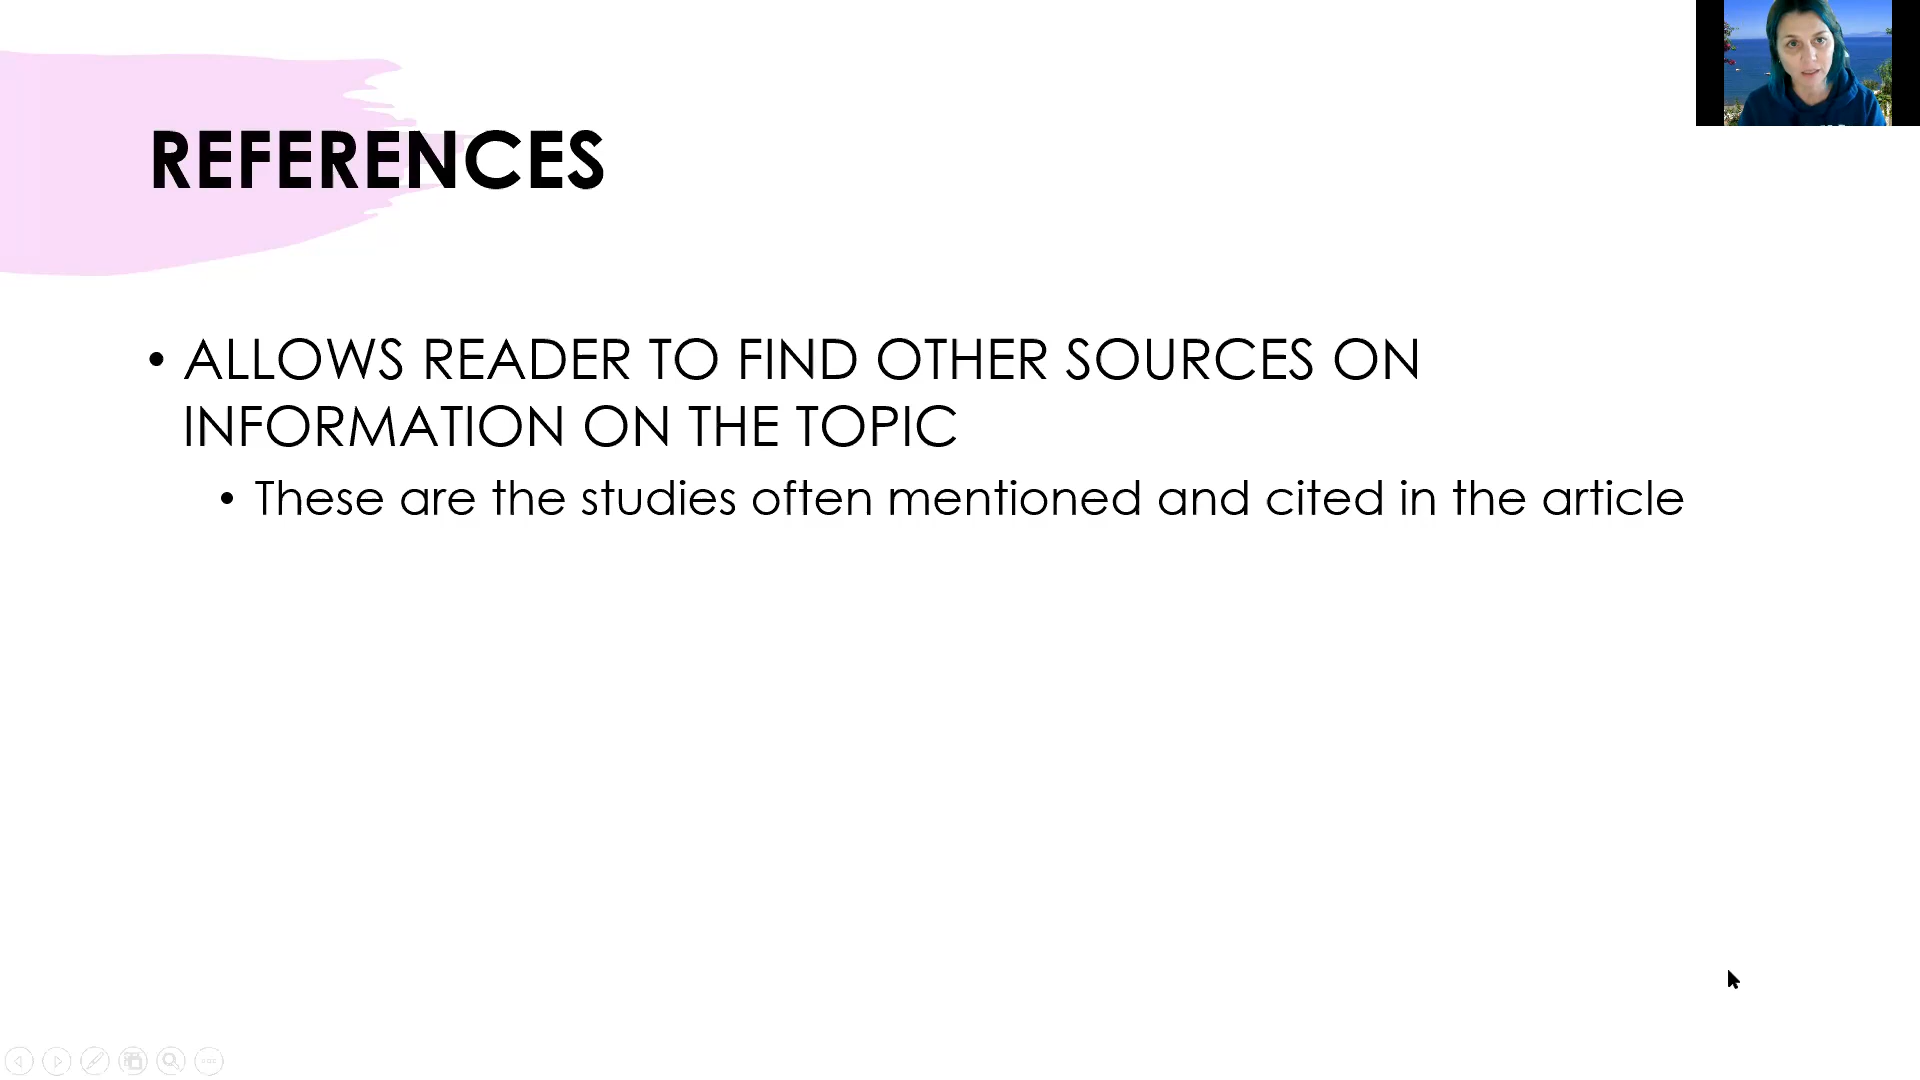 REFERENCES
• ALLOWS READER TO FIND OTHER SOURCES ON
INFORMATION ON THE TOPIC
• These are the studies often mentioned and cited in the article